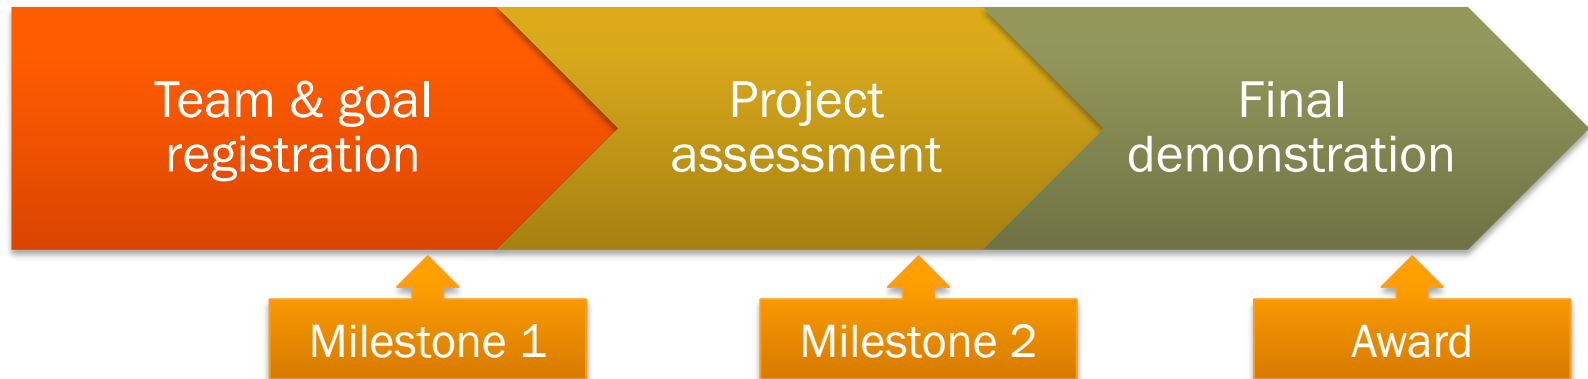 Team & goal
registration
Project
assessment
Final
demonstration
Milestone 1
Milestone 2
Award